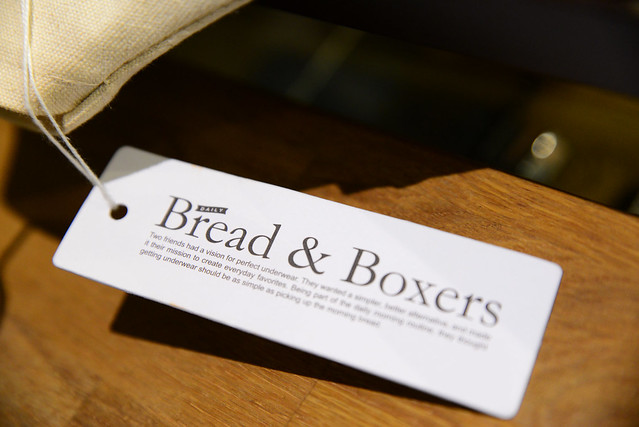 DAILY
Bread & Boxers
Two friends had a vision for perfect underwear. They wanted a simpler, better alternative, and made
it their mission to create everyday favorites. Being part of the daily morning routine, they thought
getting underwear should be as simple as picking up the morning bread.